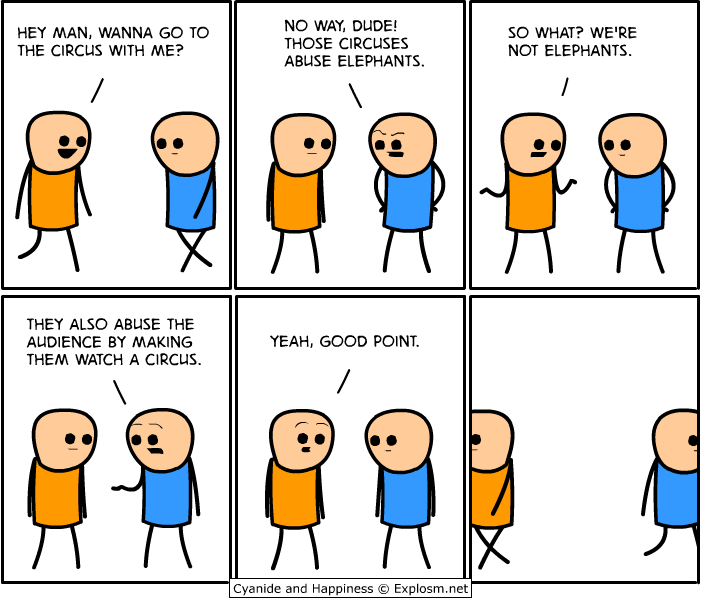 HEY MAN, WANNA GO TO
THE CIRCUS WITH ME?
NO WAY, DUDE!
THOSE CIRCUSES
ABUSE ELEPHANTS.
SO WHAT? WE'RE
NOT ELEPHANTS.
THEY ALSO ABUSE THE
AUDIENCE BY MAKING
THEM WATCH A CIRCUS.
YEAH, GOOD POINT.
Cyanide and Happiness © Explosm.net